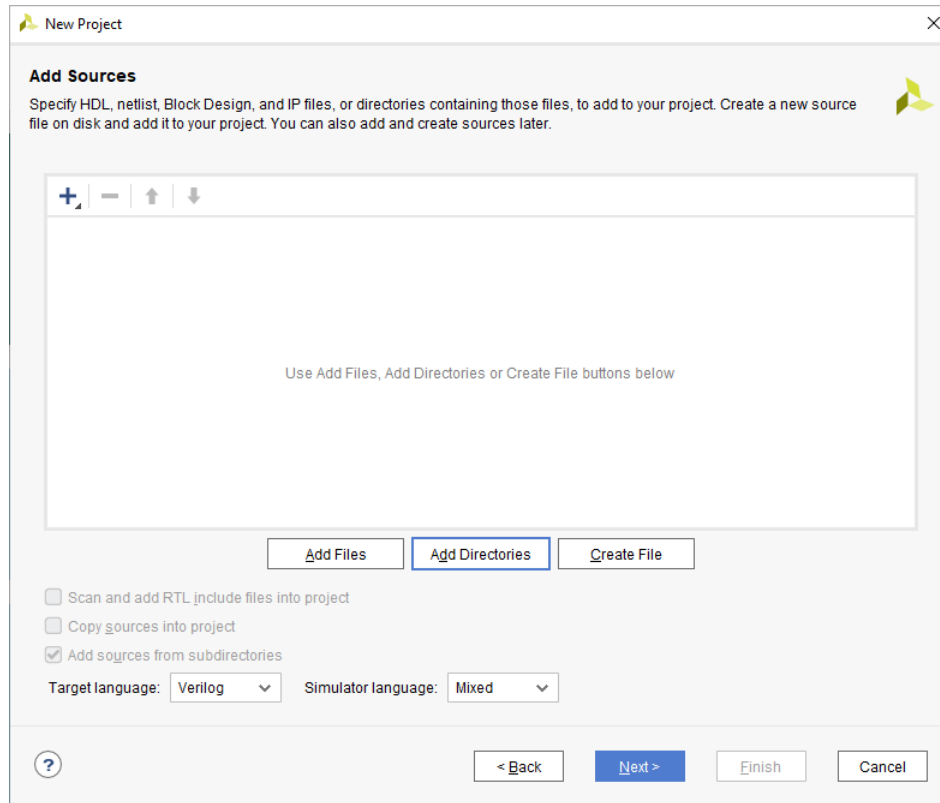 New Project
Add Sources
Specify HDL, netlist, Block Design, and IP files, or directories containing those files, to add to your project. Create a new source
file on disk and add it to your project. You can also add and create sources later.
Use Add Files, Add Directories or Create File buttons below
Add Files Add Directories Create File
Scan and add RTL include files into project
Copy sources into project
Add sources from subdirectories
Target language: Verilog Simulator language: Mixed
? < Back Next > Finish Cancel